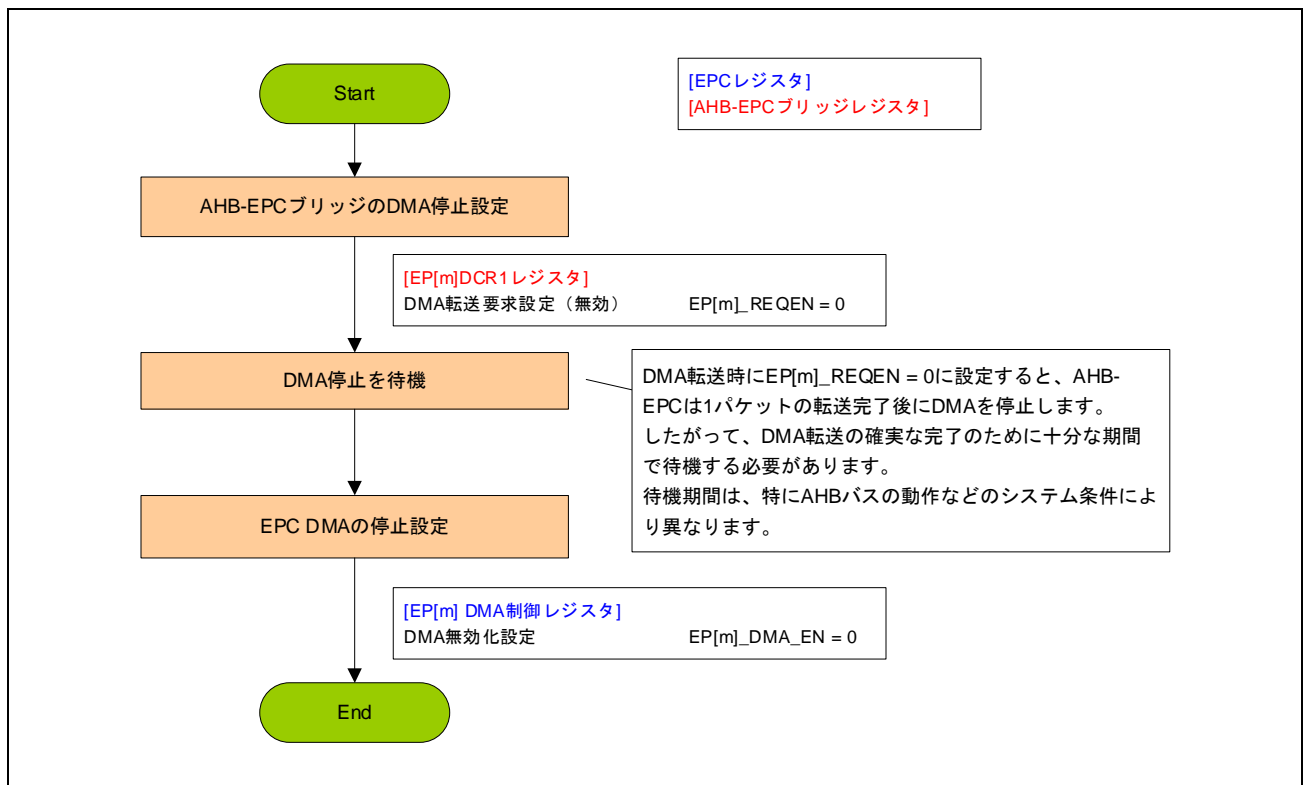 Start
[EPCレジスタ]
[AHB-EPCブリッジレジスタ]
AHB-EPCブリッジのDMA停止設定
[EP[m]DCR1レジスタ]
DMA転送要求設定（無効） EP[m]_REQEN = 0
DMA停止を待機
DMA転送時にEP[m]_REQEN = 0に設定すると、AHB-
EPCは1パケットの転送完了後にDMAを停止します。
したがって、DMA転送の確実な完了のために十分な期間
で待機する必要があります。
待機期間は、特にAHBバスの動作などのシステム条件によ
り異なります。
EPC DMAの停止設定
[EP[m] DMA制御レジスタ]
DMA無効化設定 EP[m]_DMA_EN = 0
End